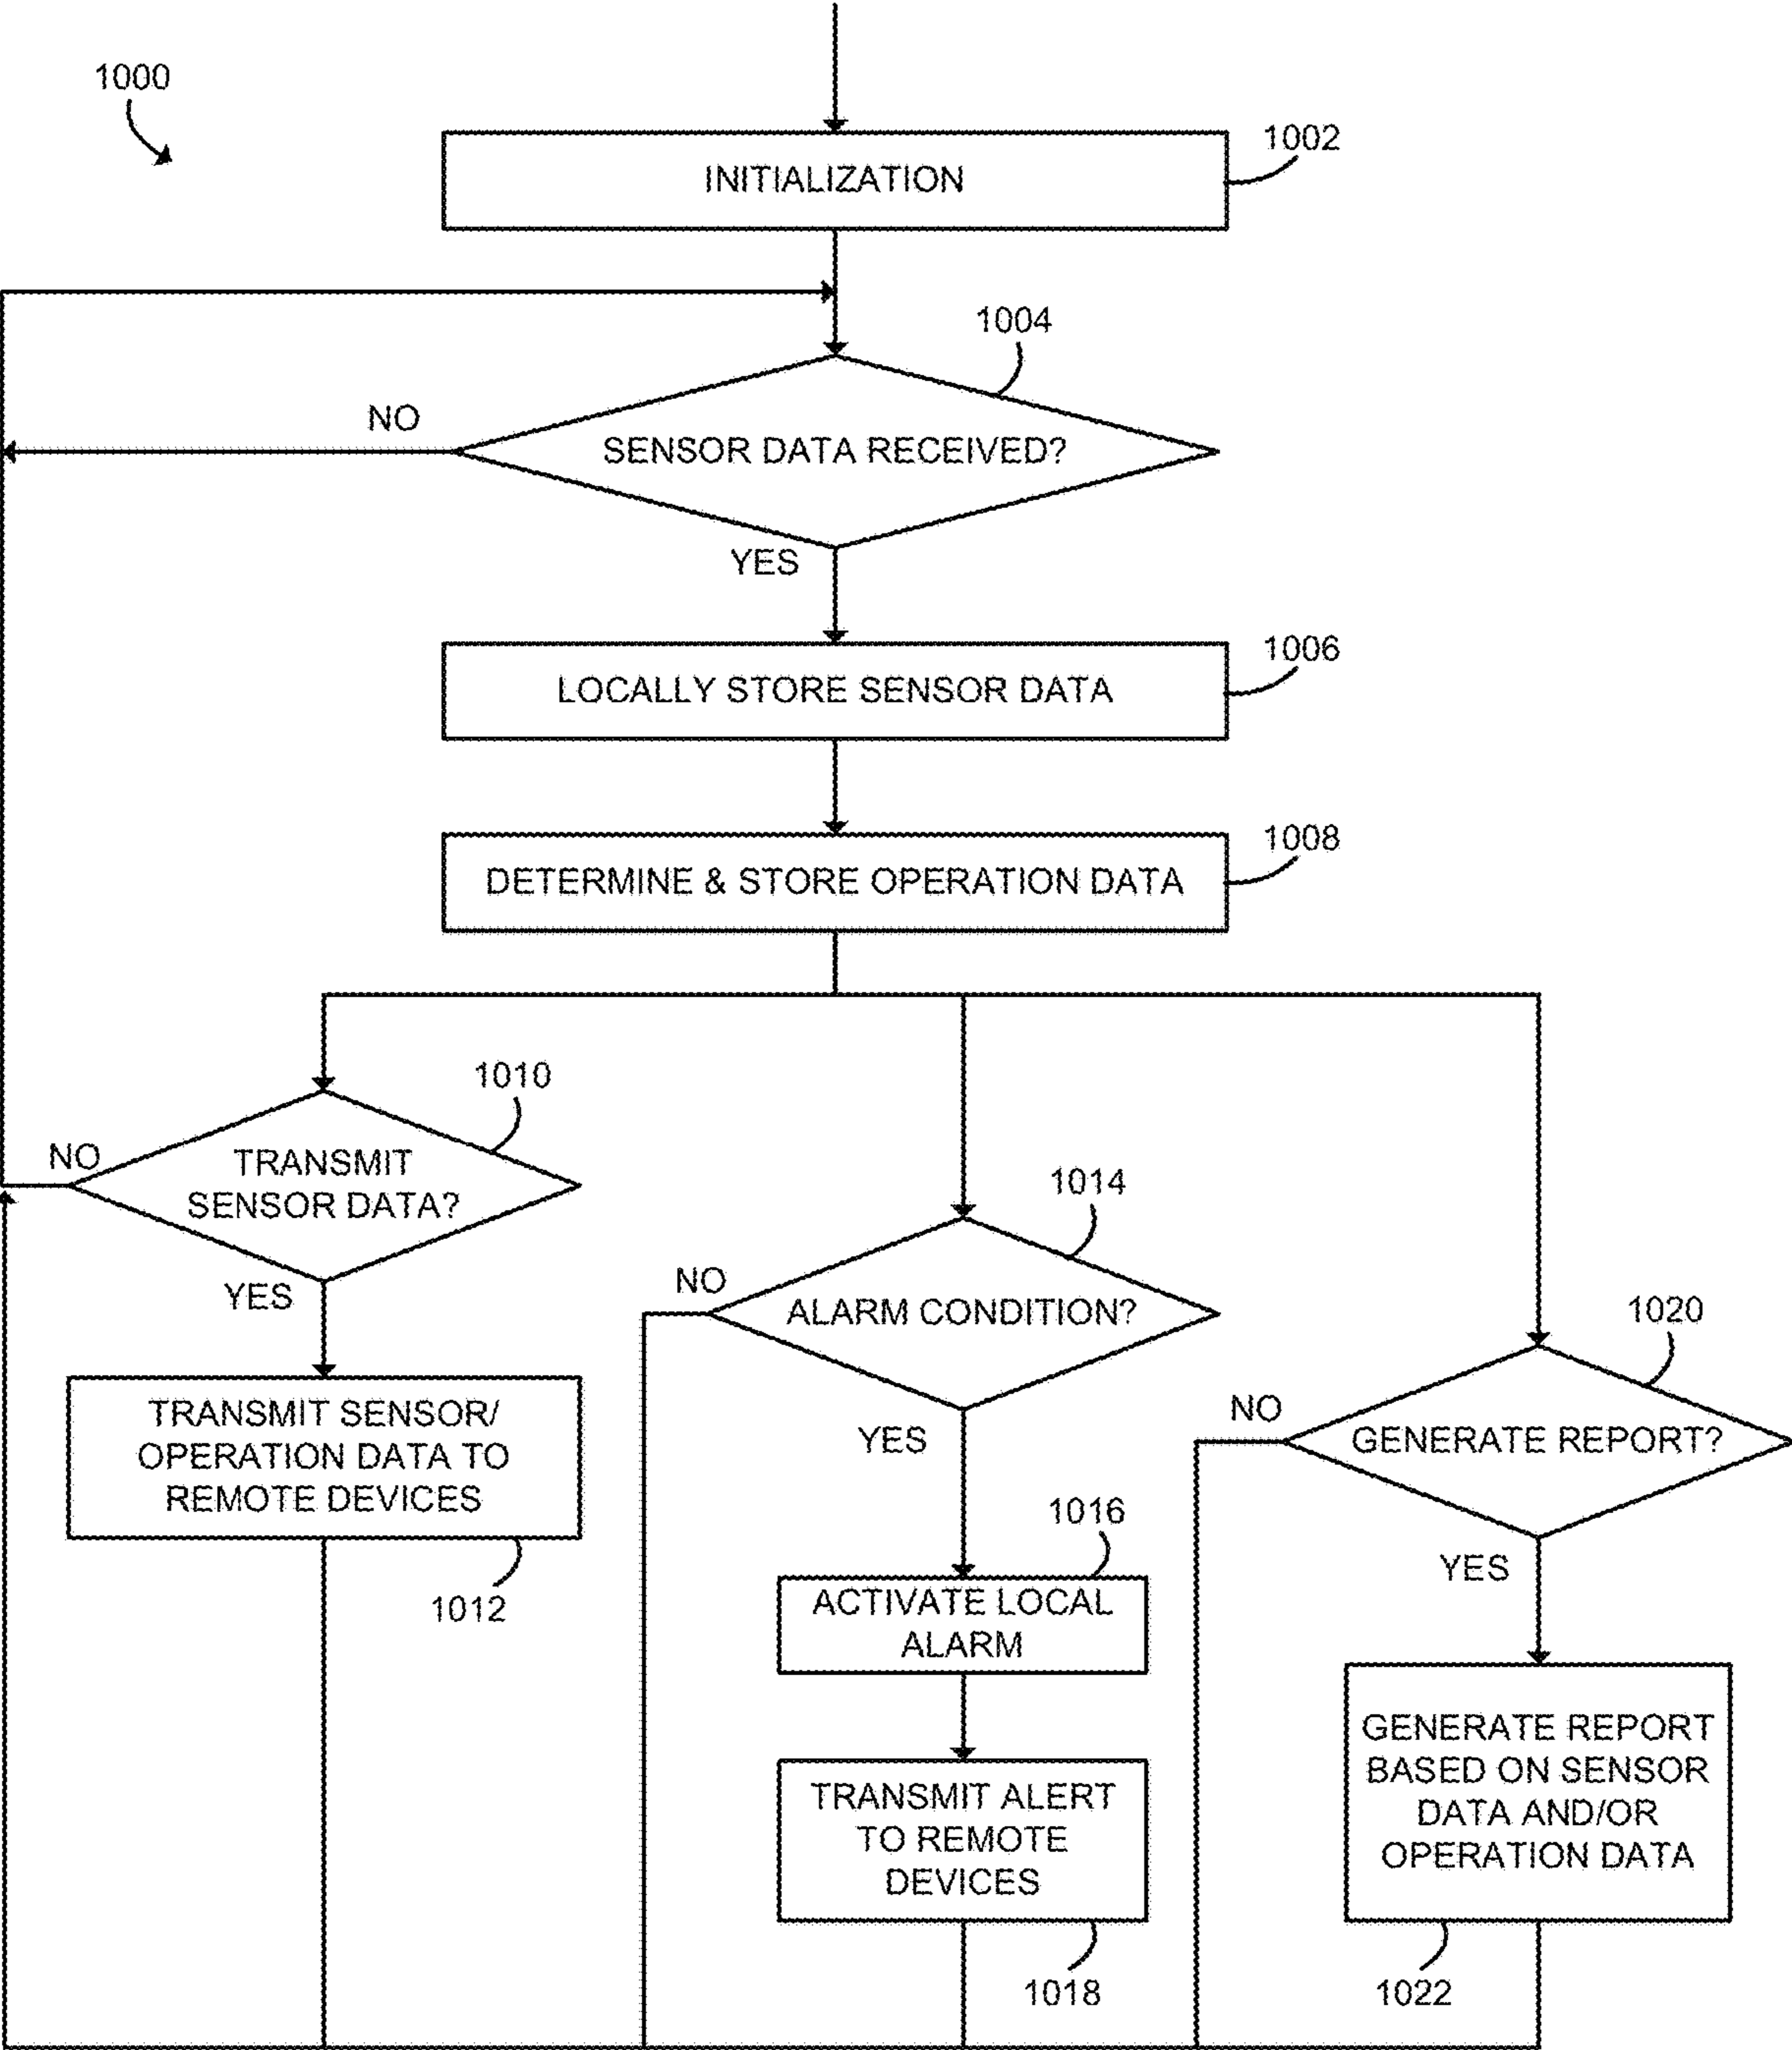 1000
1002
INITIALIZATION
1004
NO
SENSOR DATA RECEIVED?
YES
1006
LOCALLY STORE SENSOR DATA
1008
DETERMINE & STORE OPERATION DATA
1010
NO
TRANSMIT
SENSOR DATA?
YES
TRANSMIT SENSOR/
OPERATION DATA TO
REMOTE DEVICES
1012
1014
NO
ALARM CONDITION?
YES
1016
ACTIVATE LOCAL
ALARM
TRANSMIT ALERT
TO REMOTE
DEVICES
1018
1020
NO
GENERATE REPORT?
YES
GENERATE REPORT
BASED ON SENSOR
DATA AND/OR
OPERATION DATA
1022